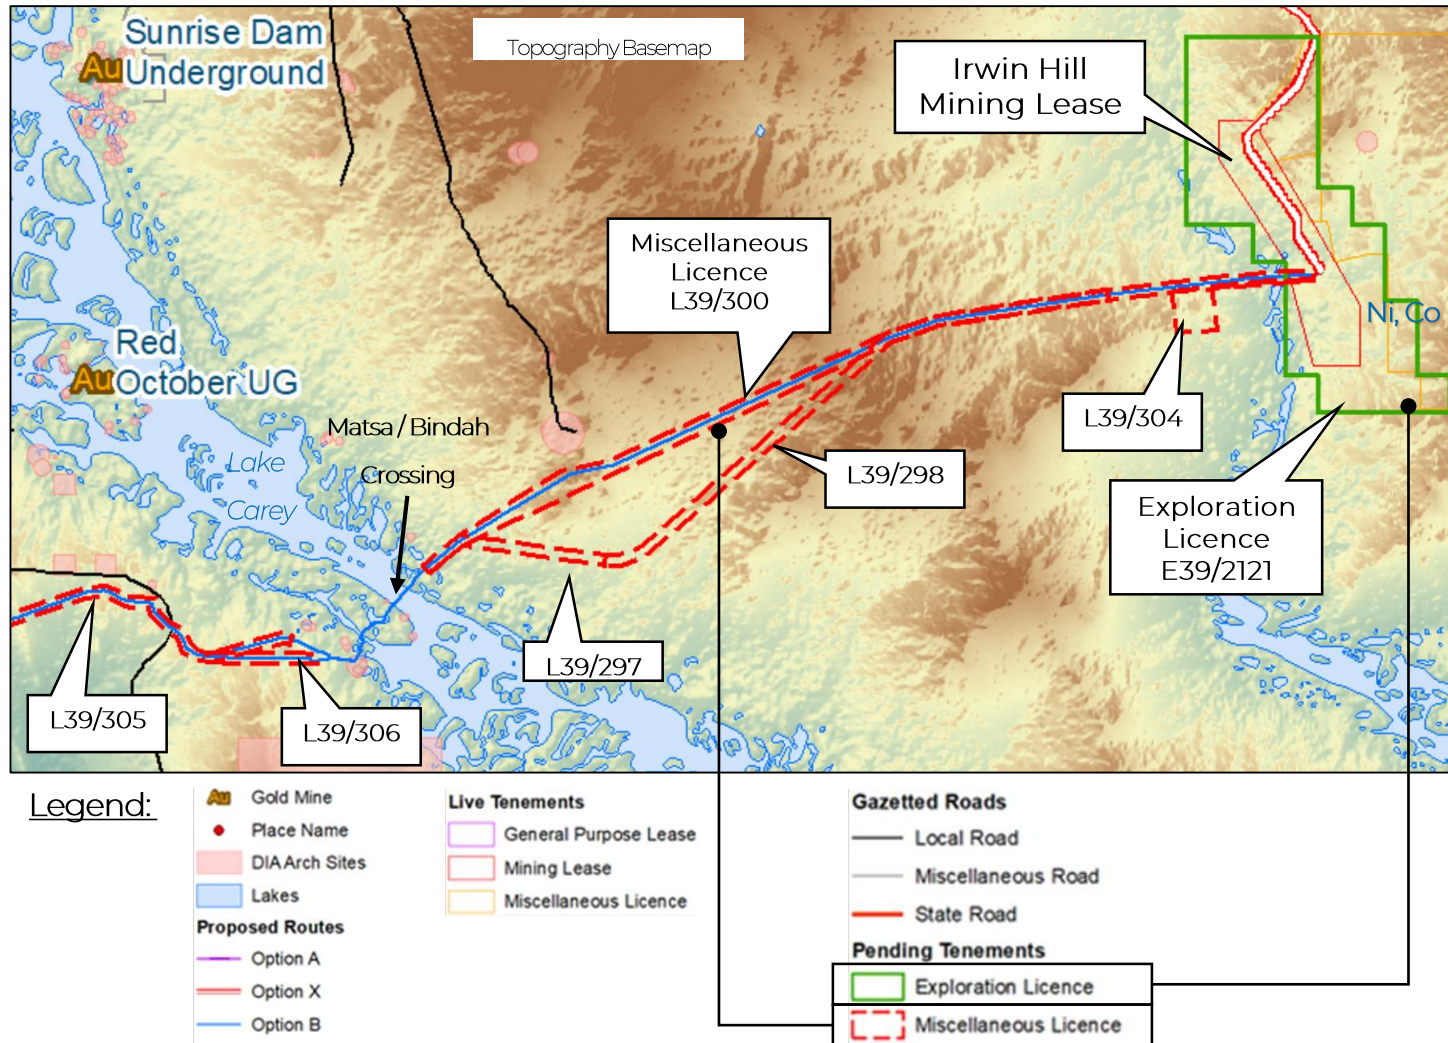 Sunrise Dam
Au Underground
Topography Basemap
Irwin Hill
Mining Lease
Miscellaneous
Licence
L39/300
Ni, Co
Red
Au October UG
Matsa / Bindah
Crossing
Lake
Carey
L39/304
L39/298
Exploration
Licence
E39/2121
L39/297
L39/305
L39/306
Legend:
Au Gold Mine
Place Name
DIA Arch Sites
Lakes
Proposed Routes
Option A
Option X
Option B
Live Tenements
General Purpose Lease
Mining Lease
Miscellaneous Licence
Gazetted Roads
Local Road
Miscellaneous Road
State Road
Pending Tenements
Exploration Licence
Miscellaneous Licence